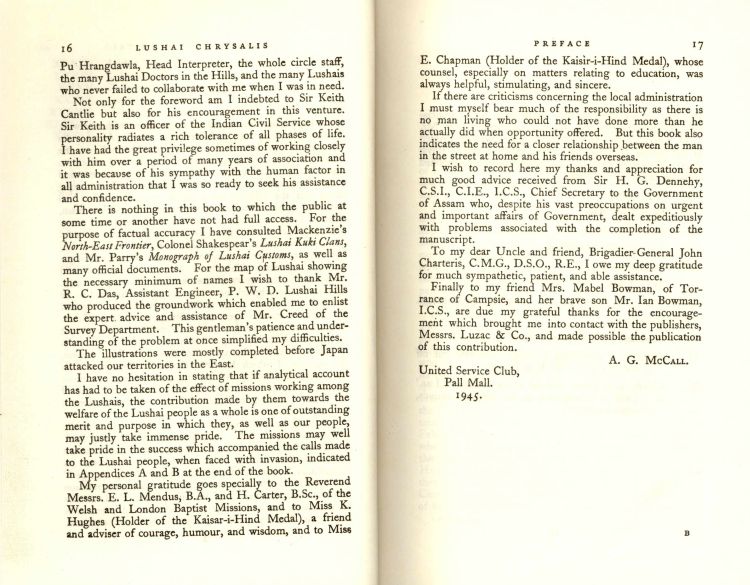 16 LUSHAI CHRYSALIS
Pu Hrangdawla, Head Interpreter, the whole circle staff,
the many Lushai Doctors in the Hills, and the many Lushais
who never failed to collaborate with me when I was in need.
Not only for the foreword am I indebted to Sir Keith
Cantlie but also for his encouragement in this venture.
Sir Keith is an officer of the Indian Civil Service whose
personality radiates a rich tolerance of all phases of life.
I have had the great privilege sometimes of working closely
with him over a period of many years of association and
it was because of his sympathy with the human factor in
all administration that I was so ready to seek his assistance
and confidence.
There is nothing in this book to which the public at
some time or another have not had full access. For the
purpose of factual accuracy I have consulted Mackenzie's
North-East Frontier, Colonel Shakespear's Lushai Kuki Clans,
and Mr. Parry's Monograph of Lushai Customs, as well as
many official documents. For the map of Lushai showing
the necessary minimum of names I wish to thank Mr.
R. C. Das, Assistant Engineer, P. W. D. Lushai Hills
who produced the groundwork which enabled me to enlist
the expert advice and assistance of Mr. Creed of the
Survey Department. This gentleman's patience and under-
standing of the problem at once simplified my difficulties.
The illustrations were mostly completed before Japan
attacked our territories in the East.
I have no hesitation in stating that if analytical account
has had to be taken of the effect of missions working among
the Lushais, the contribution made by them towards the
welfare of the Lushai people as a whole is one of outstanding
merit and purpose in which they, as well as our people,
may justly take immense pride. The missions may well
take pride in the success which accompanied the calls made
to the Lushai people, when faced with invasion, indicated
in Appendices A and B at the end of the book.
My personal gratitude goes specially to the Reverend
Messrs. E. L. Mendus, B.A., and H. Carter, B.Sc., of the
Welsh and London Baptist Missions, and to Miss K.
Hughes (Holder of the Kaisar-i-Hind Medal), a friend
and adviser of courage, humour, and wisdom, and to Miss
PREFACE 17
E. Chapman (Holder of the Kaisir-i-Hind Medal), whose
counsel, especially on matters relating to education, was
always helpful, stimulating, and sincere.
If there are criticisms concerning the local administration
I must myself bear much of the responsibility as there is
no man living who could not have done more than he
actually did when opportunity offered. But this book also
indicates the need for a closer relationship between the man
in the street at home and his friends overseas.
I wish to record here my thanks and appreciation for
much good advice received from Sir H. G. Dennehy,
C.S.I., C.I.E., I.C.S., Chief Secretary to the Government
of Assam who, despite his vast preoccupations on urgent
and important affairs of Government, dealt expeditiously
with problems associated with the completion of the
manuscript.
To my dear Uncle and friend, Brigadier-General John
Charteris, C.M.G., D.S.O., R.E., I owe my deep gratitude
for much sympathetic, patient, and able assistance.
Finally to my friend Mrs. Mabel Bowman, of Tor-
rance of Campsie, and her brave son Mr. Ian Bowman,
I.C.S., are due my grateful thanks for the encourage-
ment which brought me into contact with the publishers,
Messrs. Luzac & Co., and made possible the publication
of this contribution.
A. G. McCALL.
United Service Club,
Pall Mall.
1945.
B